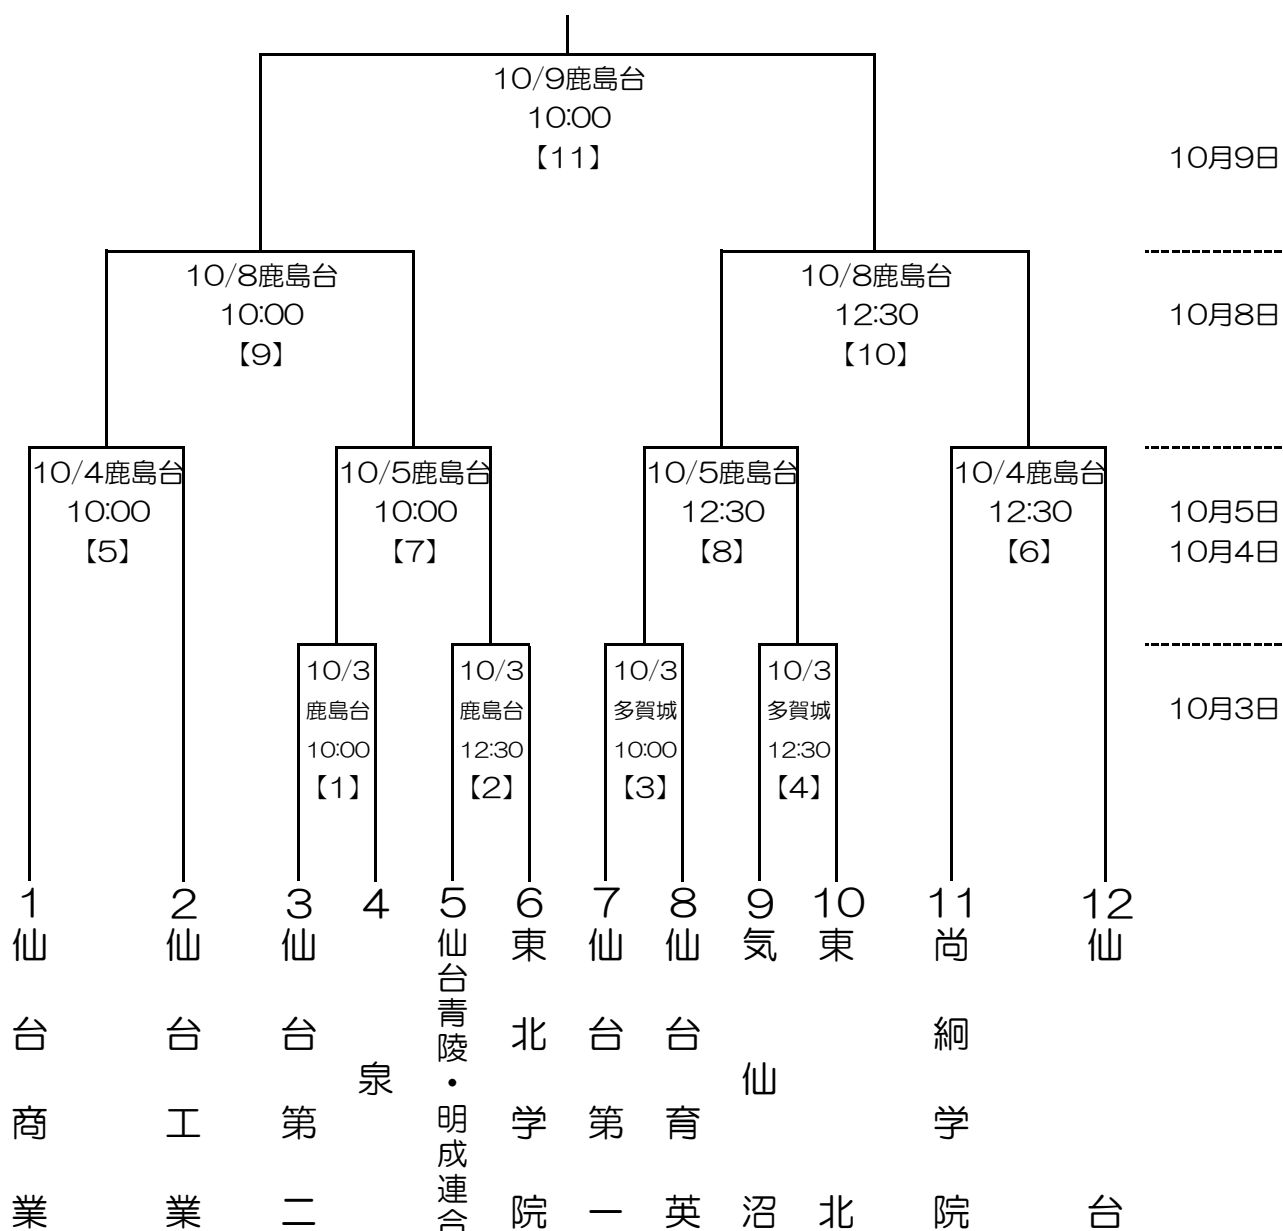 10/9鹿島台
10:00
【11】
10月9日
10/8鹿島台
10:00
【9】
10/8鹿島台
12:30
【10】
10月8日
10/4鹿島台
10:00
【5】
10/5鹿島台
10:00
【7】
10/5鹿島台
12:30
【8】
10/4鹿島台
12:30
【6】
10月5日
10月4日
10/3
鹿島台
10:00
【1】
10/3
鹿島台
12:30
【2】
10/3
多賀城
10:00
【3】
10/3
多賀城
12:30
【4】
10月3日
1
仙台商業
2
仙台工業
3
仙台第二
4
泉
5
仙台青陵・明成連合
6
東北学院
7
仙台第一
8
仙台育英
9
気仙沼
10
東北
11
尚絅学院
12
仙台